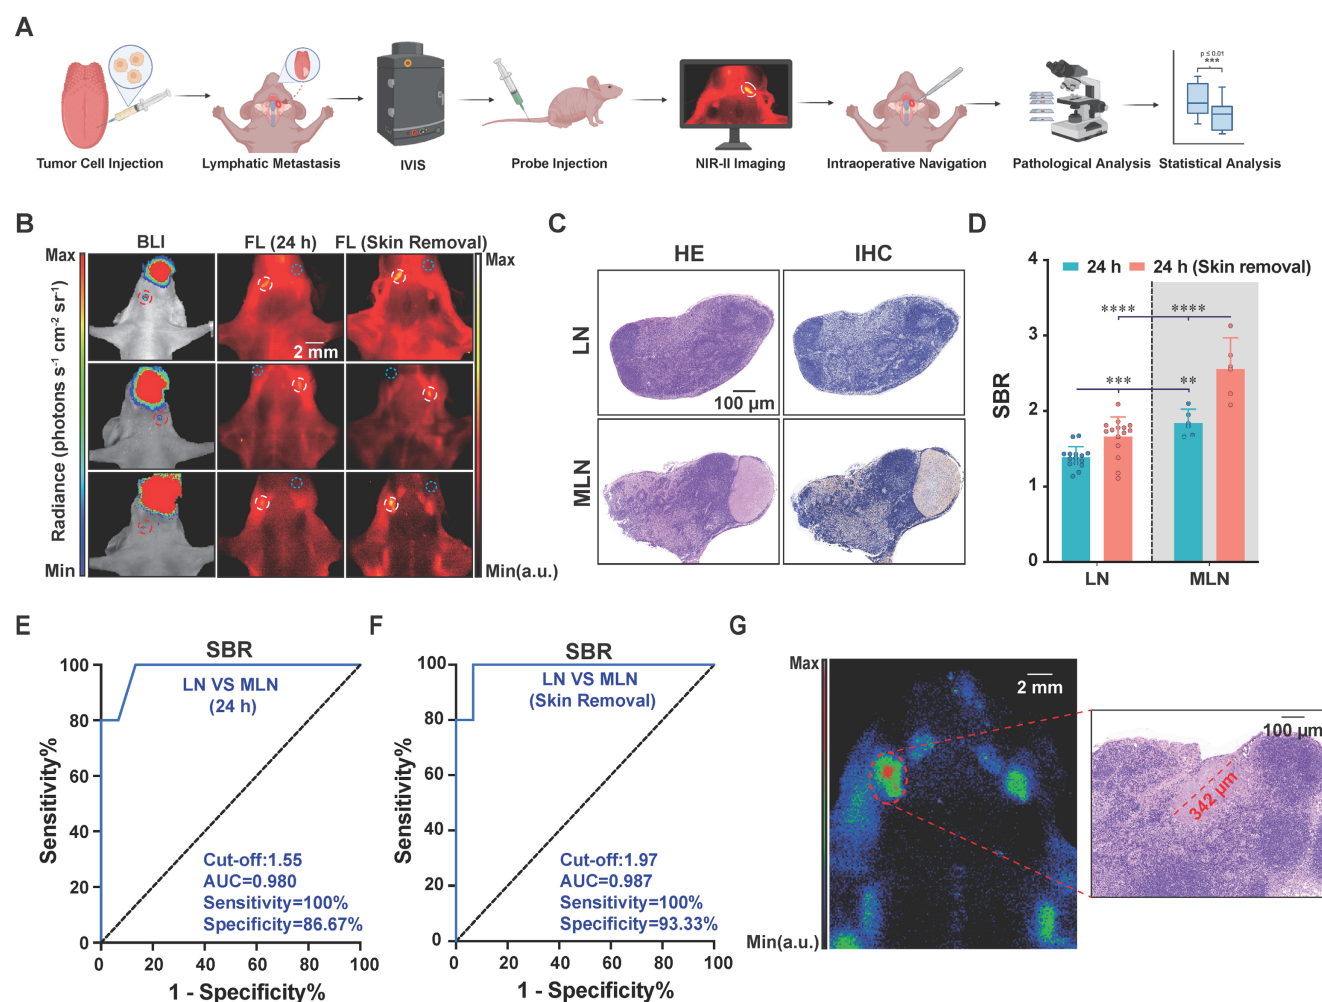 A
p ≤ 0.01
***
Tumor Cell Injection
Lymphatic Metastasis
IVIS
Probe Injection
NIR-II Imaging
Intraoperative Navigation
Pathological Analysis
Statistical Analysis
B
BLI
FL (24 h)
FL (Skin Removal)
Max
Max
Radiance (photons s⁻¹ cm⁻² sr⁻¹)
2 mm
Min
Min(a.u.)
C
HE
IHC
LN
100 µm
MLN
D
24 h
24 h (Skin removal)
4
3
2
1
0
SBR
****
****
***
**
LN
MLN
E
SBR
LN VS MLN
(24 h)
Sensitivity%
100
80
60
40
20
0
Cut-off:1.55
AUC=0.980
Sensitivity=100%
Specificity=86.67%
0
20
40
60
80
100
1 - Specificity%
F
SBR
LN VS MLN
(Skin Removal)
Sensitivity%
100
80
60
40
20
0
Cut-off:1.97
AUC=0.987
Sensitivity=100%
Specificity=93.33%
0
20
40
60
80
100
1 - Specificity%
G
Max
2 mm
Min(a.u.)
100 µm
342 µm